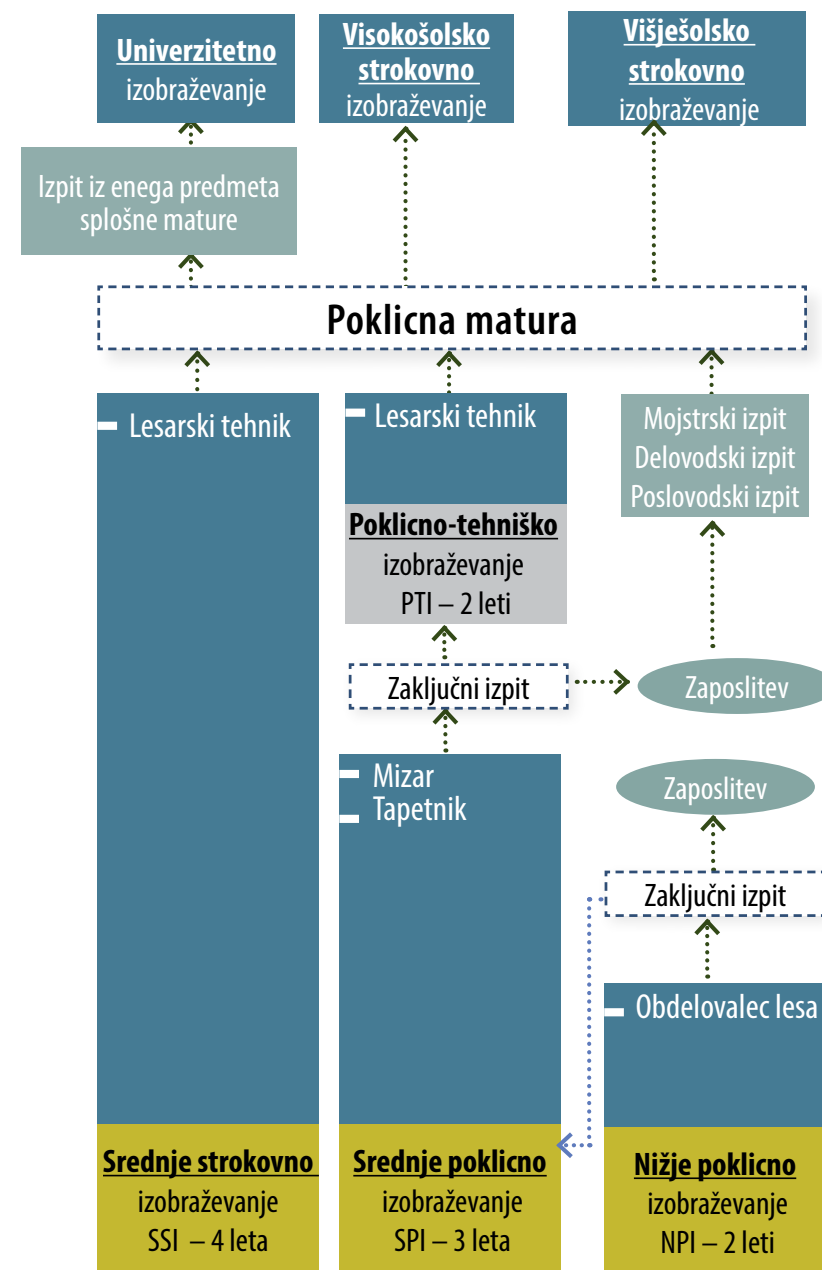 Univerzitetno
izobraževanje
Visokošolsko
strokovno
izobraževanje
Višješolsko
strokovno
izobraževanje
Izpit iz enega predmeta
splošne mature
Poklicna matura
Lesarski tehnik
Lesarski tehnik
Poklicno-tehniško
izobraževanje
PTI – 2 leti
Mojstrski izpit
Delovodski izpit
Poslovodski izpit
Zaključni izpit
Zaposlitev
Mizar
Tapetnik
Zaposlitev
Zaključni izpit
Obdelovalec lesa
Srednje strokovno
izobraževanje
SSI – 4 leta
Srednje poklicno
izobraževanje
SPI – 3 leta
Nižje poklicno
izobraževanje
NPI – 2 leti